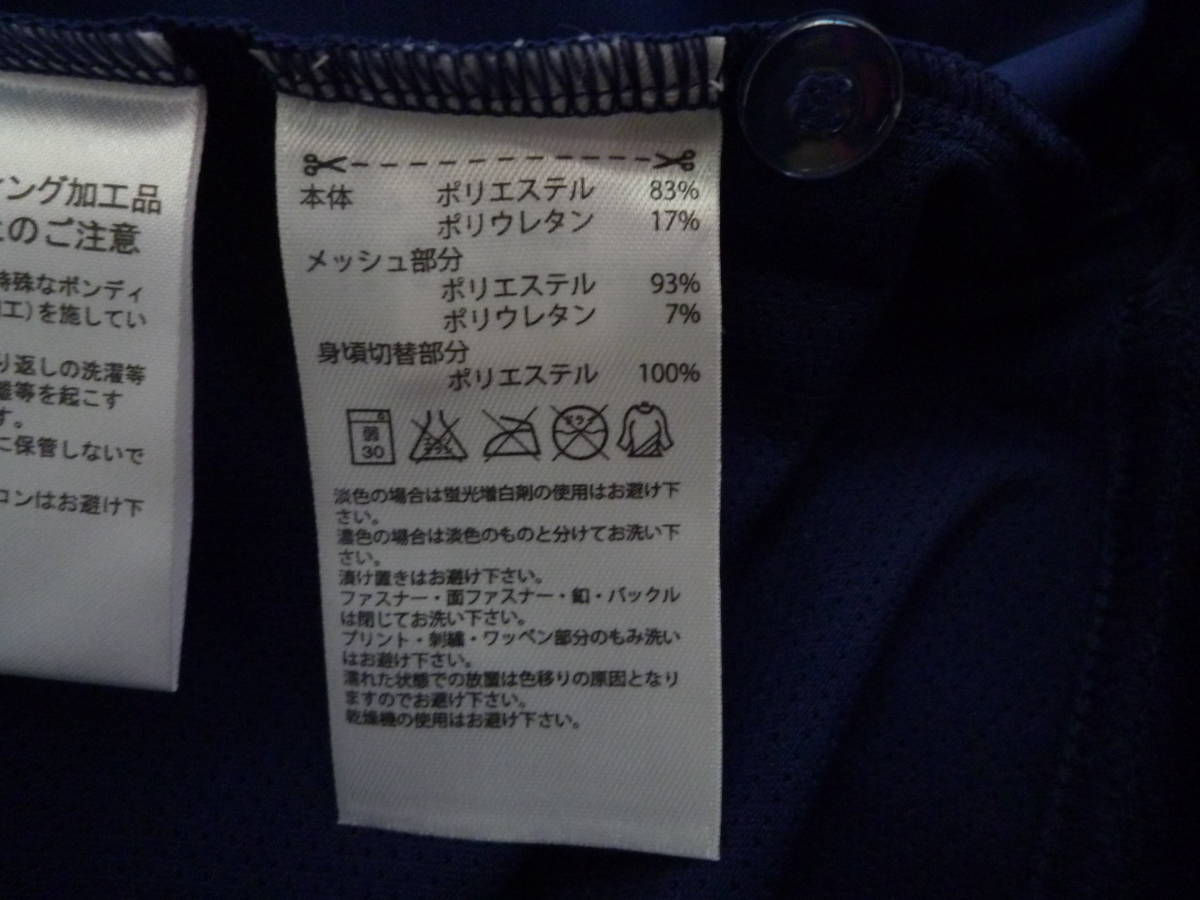 ィング加工品
のご注意
特殊なボンディ
加工)を施してい
り返しの洗濯等
等を起こす
す。
に保管しないで
コンはお避け下
本体 ポリエステル 83%
ポリウレタン 17%
メッシュ部分
ポリエステル 93%
ポリウレタン 7%
身頃切替部分
ポリエステル 100%
弱
30
エンソ
サラシ
ドライ
淡色の場合は蛍光増白剤の使用はお避け下
さい。
濃色の場合は淡色のものと分けてお洗い下
さい。
漬け置きはお避け下さい。
ファスナー・面ファスナー・釦・バックル
は閉じてお洗い下さい。
プリント・刺繍・ワッペン部分のもみ洗い
はお避け下さい。
濡れた状態での放置は色移りの原因となり
ますのでお避け下さい。
乾燥機の使用はお避け下さい。